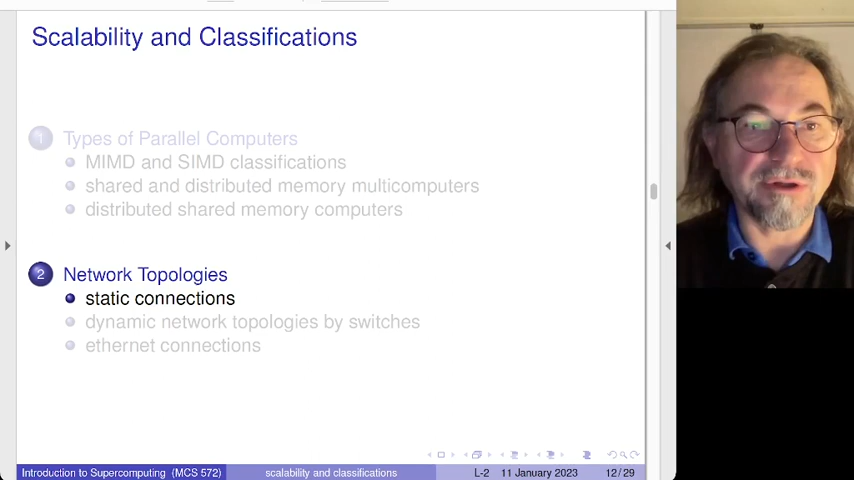 Scalability and Classifications
1 Types of Parallel Computers
MIMD and SIMD classifications
shared and distributed memory multicomputers
distributed shared memory computers
2 Network Topologies
static connections
dynamic network topologies by switches
ethernet connections
Introduction to Supercomputing (MCS 572) scalability and classifications L-2 11 January 2023 12/29